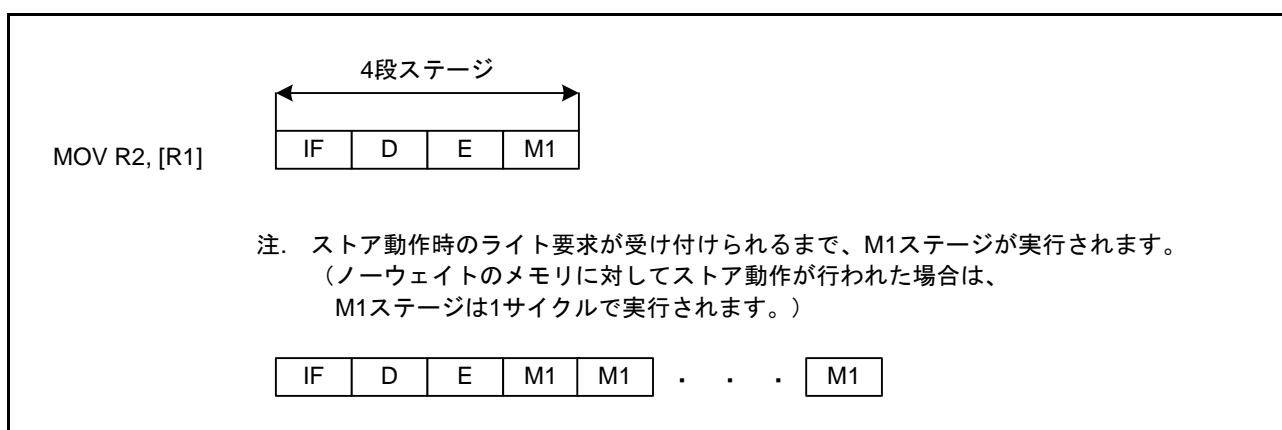 4段ステージ
MOV R2, [R1]
IF D E M1
注. ストア動作時のライト要求が受け付けられるまで、M1ステージが実行されます。
（ノーウェイトのメモリに対してストア動作が行われた場合は、
M1ステージは1サイクルで実行されます。）
IF D E M1 M1 ・ ・ ・ M1